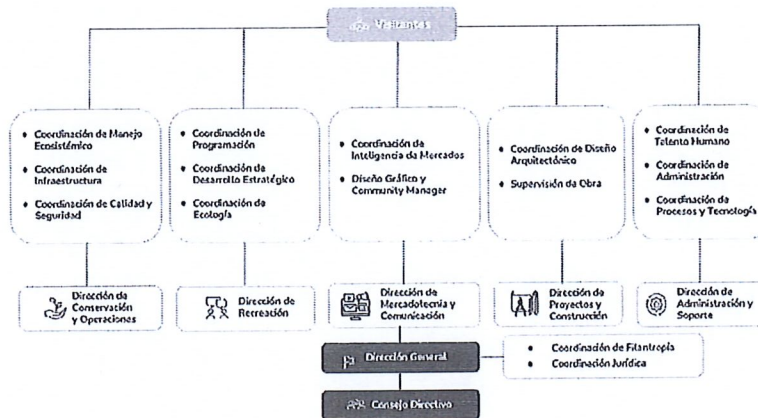 Visitantes
Coordinación de Manejo
Ecosistémico
Coordinación de
Infraestructura
Coordinación de Calidad y
Seguridad
Coordinación de
Programación
Coordinación de
Desarrollo Estratégico
Coordinación de
Ecología
Coordinación de
Inteligencia de Mercados
Diseño Gráfico y
Community Manager
Coordinación de Diseño
Arquitectónico
Supervisión de Obra
Coordinación de
Talento Humano
Coordinación de
Administración
Coordinación de
Procesos y Tecnología
Dirección de
Conservación
y Operaciones
Dirección de
Recreación
Dirección de
Mercadotecnia y
Comunicación
Dirección de
Proyectos y
Construcción
Dirección de
Administración y
Soporte
Dirección General
Coordinación de Filantropía
Coordinación Jurídica
Consejo Directivo